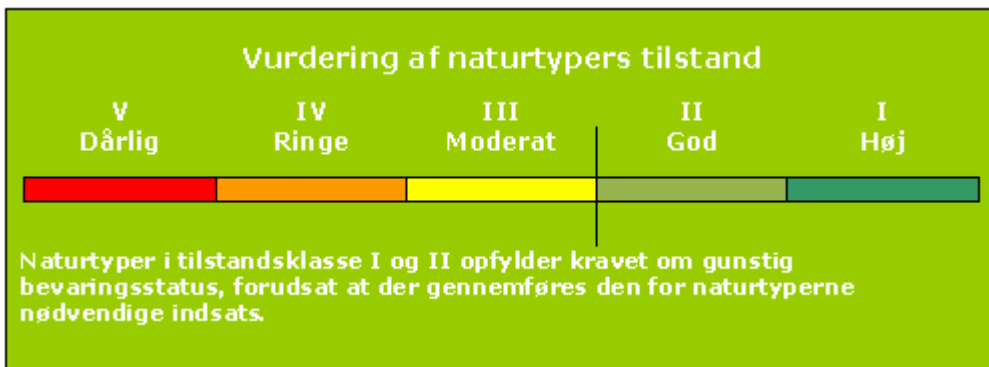 Vurdering af naturtypers tilstand
V IV III II I
Dårlig Ringe Moderat God Høj
Naturtyper i tilstandsklasse I og II opfylder kravet om gunstig
bevaringsstatus, forudsat at der gennemføres den for naturtyperne
nødvendige indsats.